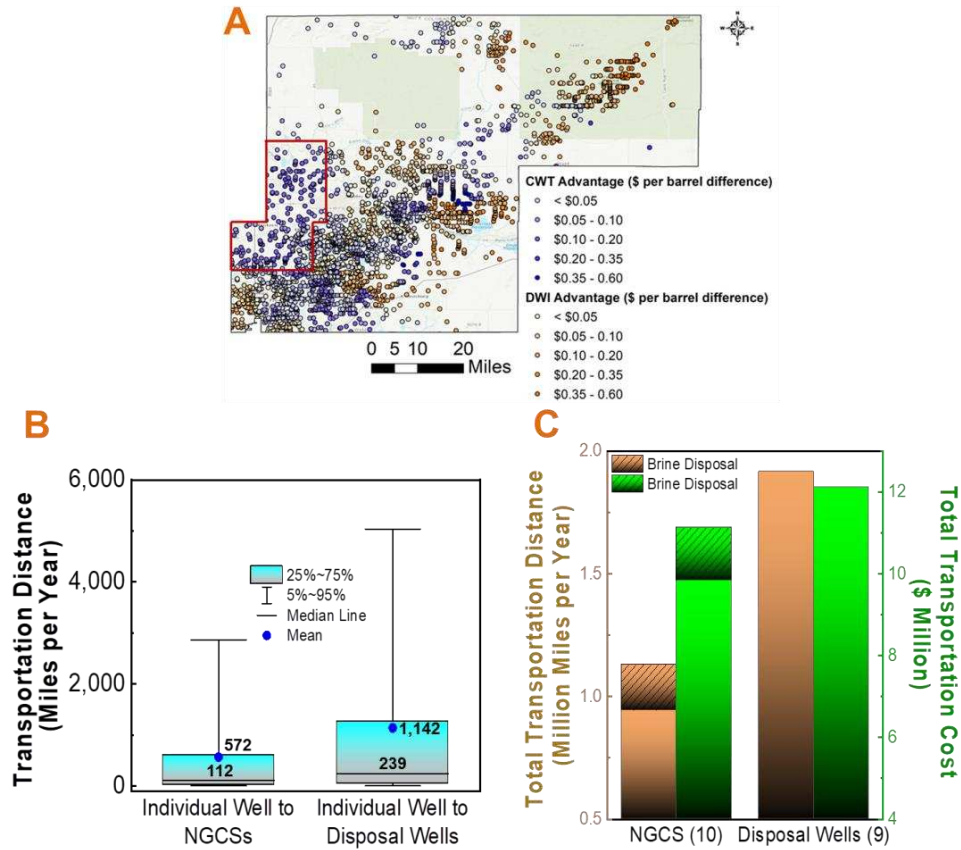 A
N
W
E
S
CWT Advantage ($ per barrel difference)
< $0.05
$0.05 - 0.10
$0.10 - 0.20
$0.20 - 0.35
$0.35 - 0.60
DWI Advantage ($ per barrel difference)
< $0.05
$0.05 - 0.10
$0.10 - 0.20
$0.20 - 0.35
$0.35 - 0.60
0 5 10 20
Miles
B
Transportation Distance
(Miles per Year)
6,000
4,000
2,000
0
25%~75%
5%~95%
Median Line
Mean
572
112
1,142
239
Individual Well to
NGCSs
Individual Well to
Disposal Wells
C
Total Transportation Distance
(Million Miles per Year)
2.0
1.5
1.0
0.5
Brine Disposal
Brine Disposal
12
10
8
6
4
Total Transportation Cost
($ Million)
NGCS (10)
Disposal Wells (9)